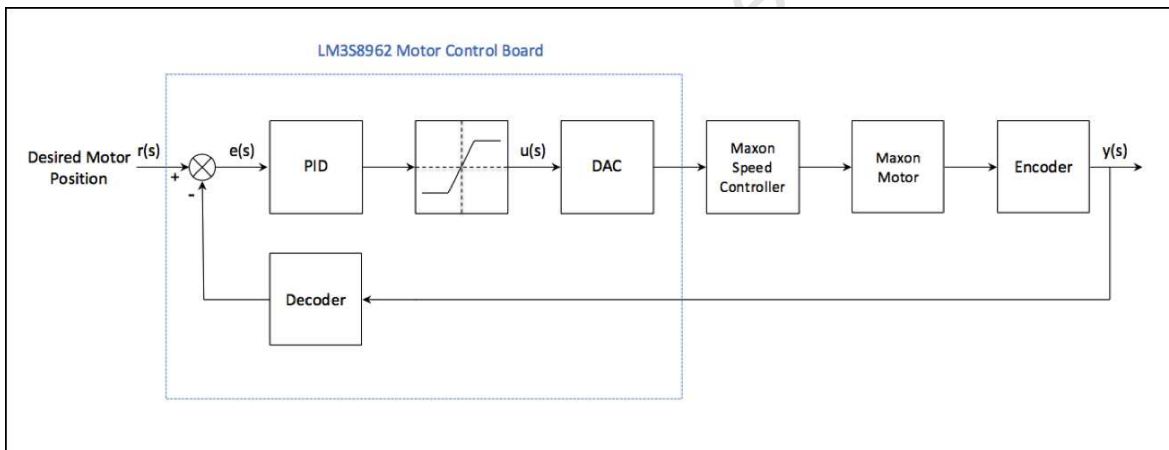 LM3S8962 Motor Control Board
Desired Motor
Position
r(s)
+
-
e(s)
PID
u(s)
DAC
Maxon
Speed
Controller
Maxon
Motor
Encoder
y(s)
Decoder